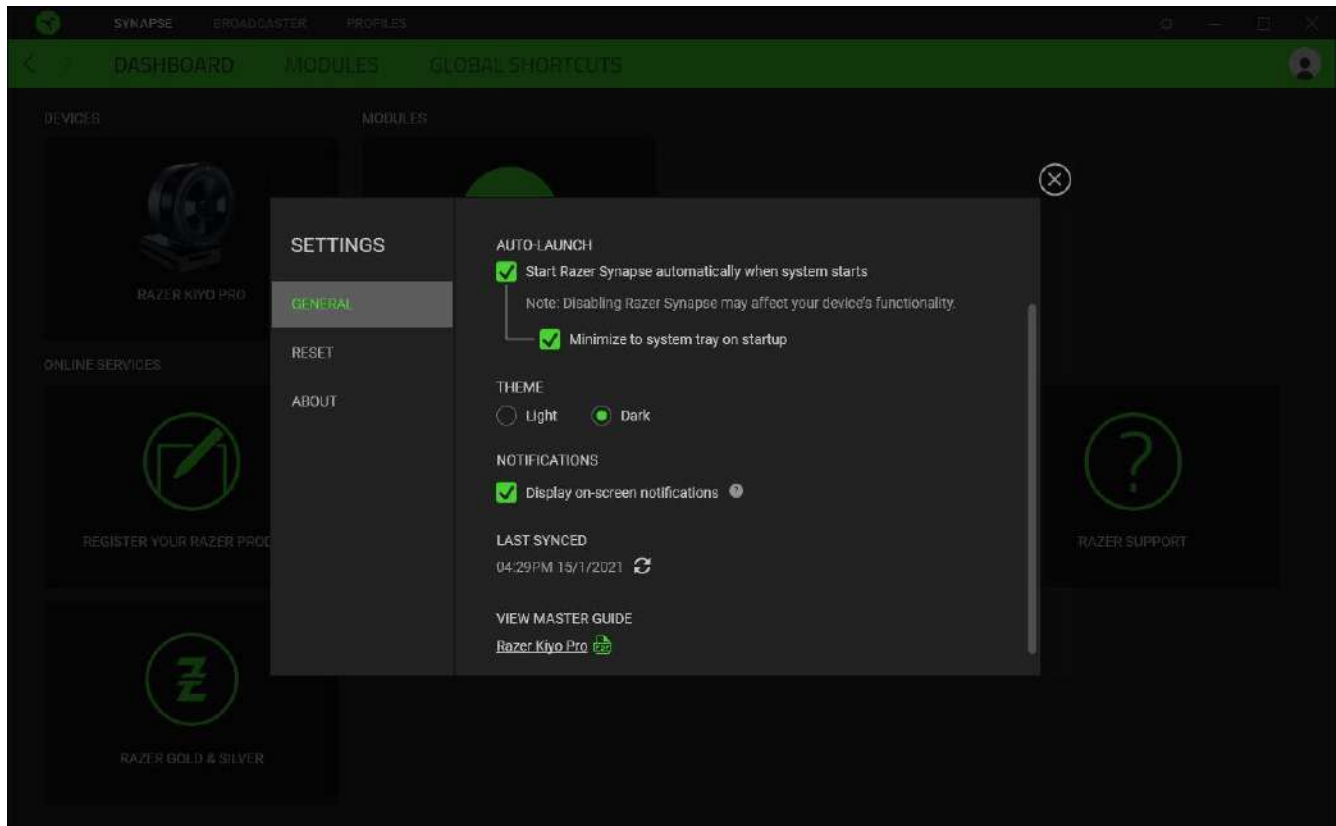 SYNAPSE BROADCASTER PROFILES
DASHBOARD MODULES GLOBAL SHORTCUTS
DEVICES MODULES
RAZER KIYO PRO
ONLINE SERVICES
REGISTER YOUR RAZER PROD
RAZER SUPPORT
RAZER GOLD & SILVER
SETTINGS
GENERAL
RESET
ABOUT
AUTO-LAUNCH
Start Razer Synapse automatically when system starts
Note: Disabling Razer Synapse may affect your device's functionality.
Minimize to system tray on startup
THEME
Light Dark
NOTIFICATIONS
Display on-screen notifications ?
LAST SYNCED
04:29PM 15/1/2021
VIEW MASTER GUIDE
Razer Kiyo Pro PDF